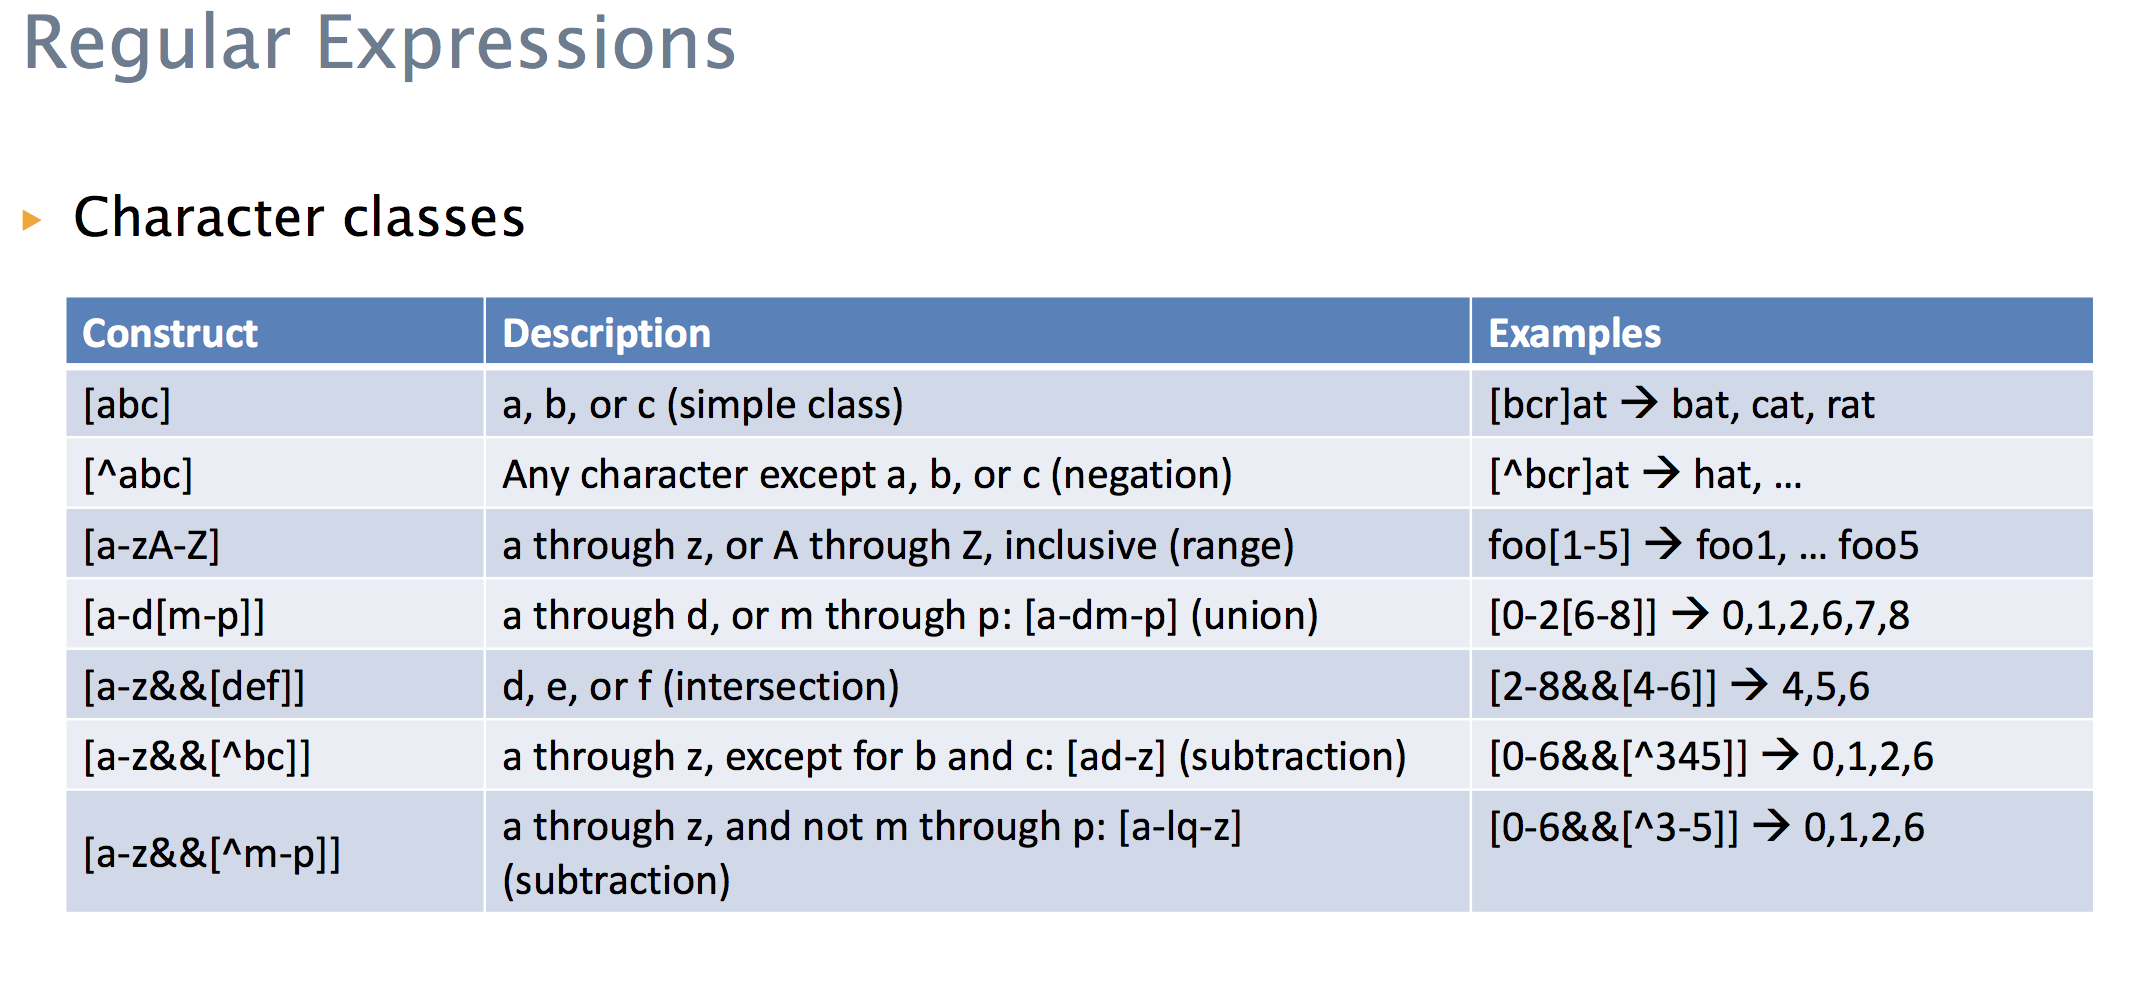 Regular Expressions
Character classes
Construct Description Examples
[abc] a, b, or c (simple class) [bcr]at → bat, cat, rat
[^abc] Any character except a, b, or c (negation) [^bcr]at → hat, ...
[a-zA-Z] a through z, or A through Z, inclusive (range) foo[1-5] → foo1, ... foo5
[a-d[m-p]] a through d, or m through p: [a-dm-p] (union) [0-2[6-8]] → 0,1,2,6,7,8
[a-z&&[def]] d, e, or f (intersection) [2-8&&[4-6]] → 4,5,6
[a-z&&[^bc]] a through z, except for b and c: [ad-z] (subtraction) [0-6&&[^345]] → 0,1,2,6
[a-z&&[^m-p]] a through z, and not m through p: [a-lq-z] [0-6&&[^3-5]] → 0,1,2,6
(subtraction)